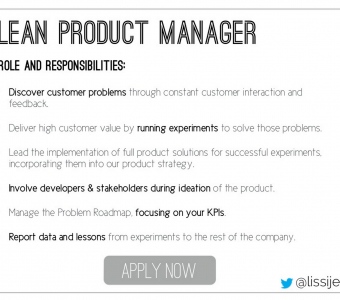 LEAN PRODUCT MANAGER
ROLE AND RESPONSIBILITIES:
Discover customer problems through constant customer interaction and
feedback.
Deliver high customer value by running experiments to solve those problems.
Lead the implementation of full product solutions for successful experiments,
incorporating them into our product strategy.
Involve developers & stakeholders during ideation of the product.
Manage the Problem Roadmap, focusing on your KPIs.
Report data and lessons from experiments to the rest of the company.
APPLY NOW
@lissije